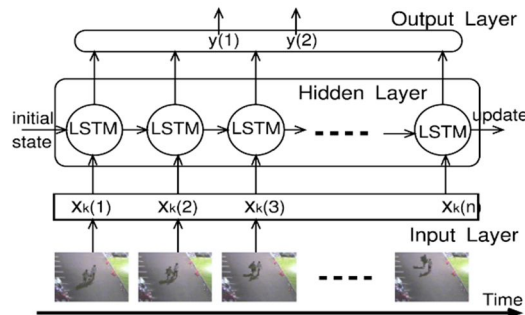 Output Layer
y(1) y(2)
Hidden Layer
initial state
LSTM LSTM LSTM LSTM
update
Xk(1) Xk(2) Xk(3) Xk(n)
Input Layer
Time